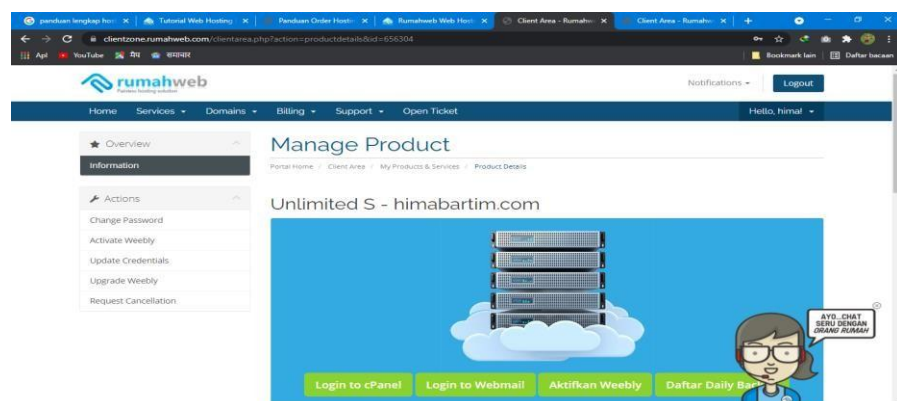 panduan lengkap host
Tutorial Web Hosting
Panduan Order Hostin
Rumahweb Web Hosti
Client Area - Rumahw
Client Area - Rumahw
clientzone.rumahweb.com/clientarea.php?action=productdetails&id=656304
Apl YouTube मैप समाचार Bookmark lain Daftar bacaan
rumahweb
Notifications Logout
Home Services Domains Billing Support Open Ticket Hello, hima!
Overview
Information
Actions
Change Password
Activate Weebly
Update Credentials
Upgrade Weebly
Request Cancellation
Manage Product
Portal Home / Client Area / My Products & Services / Product Details
Unlimited S - himabartim.com
AYO...CHAT
SERU DENGAN
ORANG RUMAH
Login to cPanel Login to Webmail Aktifkan Weebly Daftar Daily Bac